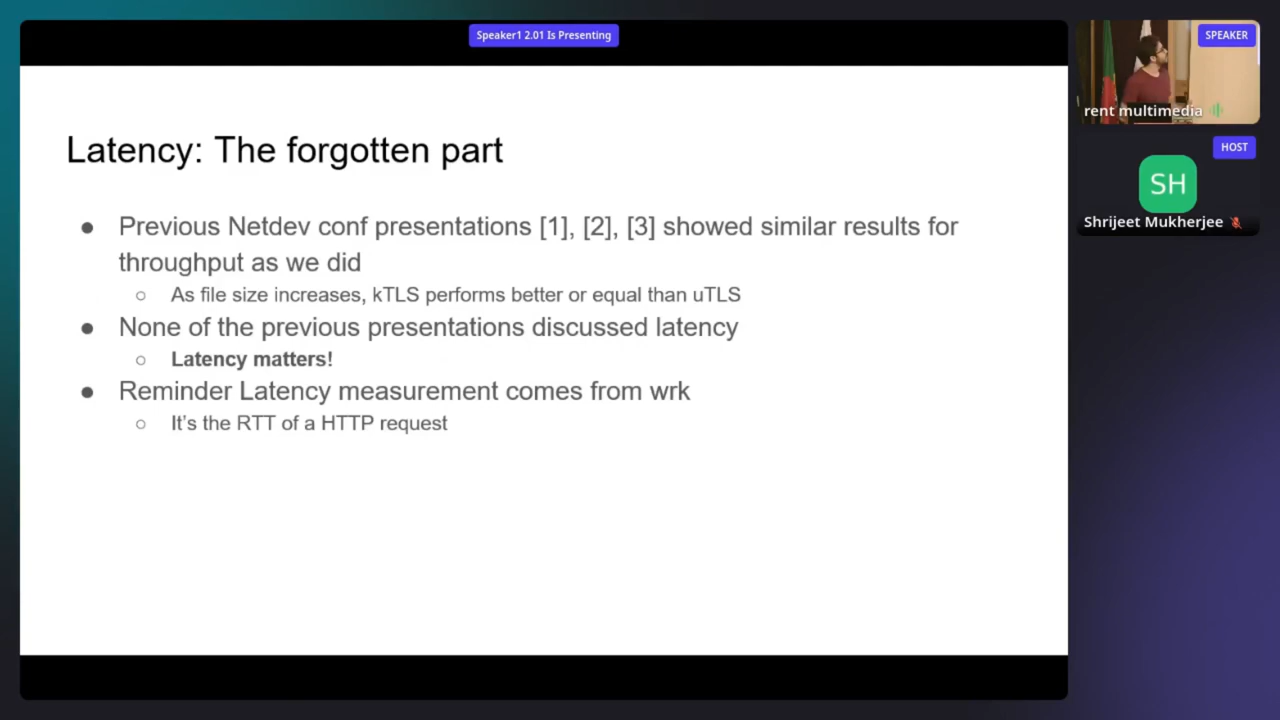 Speaker1 2.01 Is Presenting
Latency: The forgotten part
● Previous Netdev conf presentations [1], [2], [3] showed similar results for
throughput as we did
○ As file size increases, kTLS performs better or equal than uTLS
● None of the previous presentations discussed latency
○ Latency matters!
● Reminder Latency measurement comes from wrk
○ It’s the RTT of a HTTP request
SPEAKER
rent multimedia
HOST
SH
Shrijeet Mukherjee